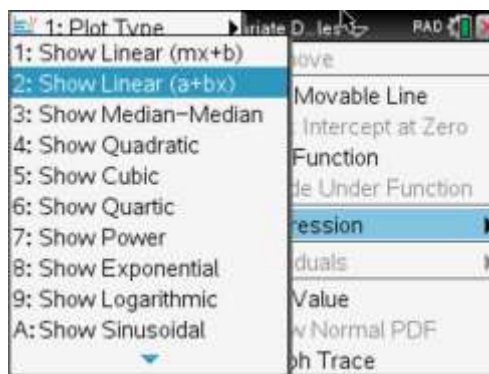 1: Plot Type
RAD
1: Show Linear (mx+b)
2: Show Linear (a+bx)
3: Show Median-Median
4: Show Quadratic
5: Show Cubic
6: Show Quartic
7: Show Power
8: Show Exponential
9: Show Logarithmic
A: Show Sinusoidal
Movable Line
Intercept at Zero
Function
Under Function
ression
duals
Value
Normal PDF
ph Trace